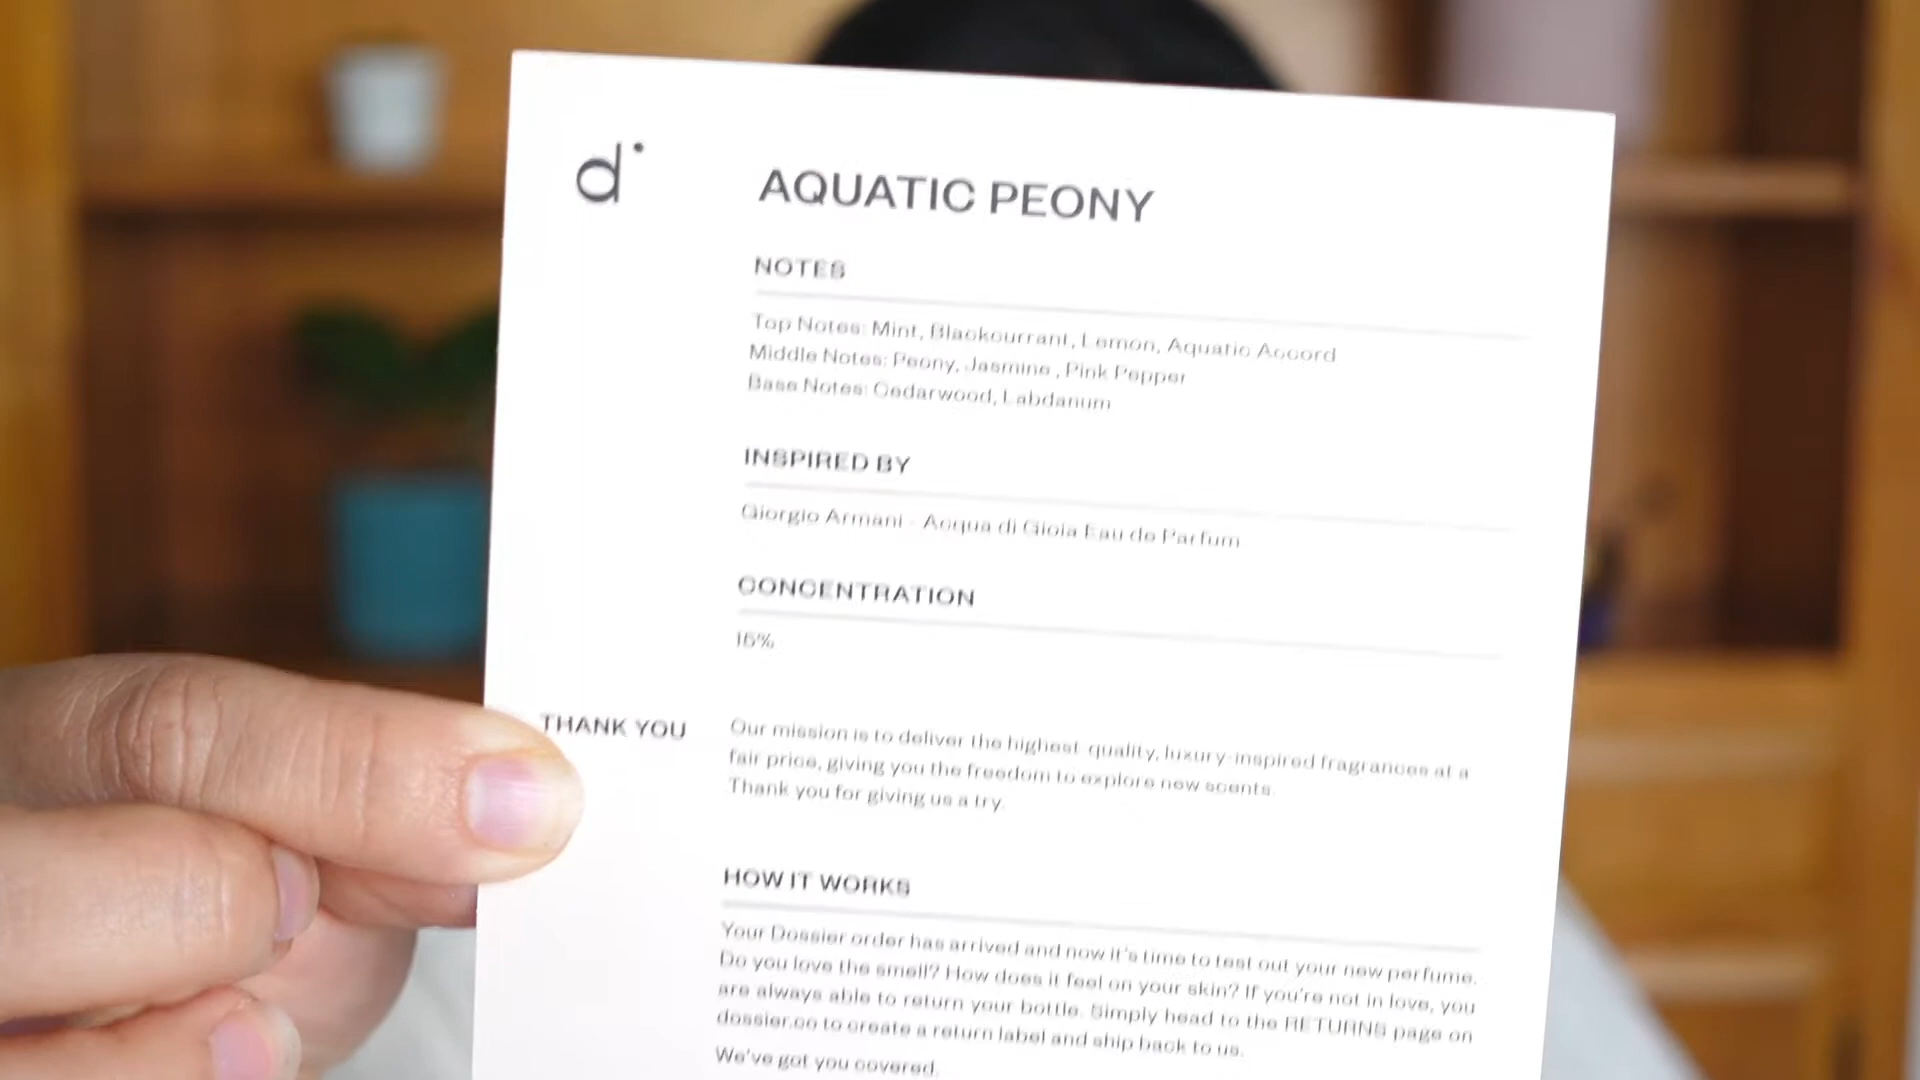 d
AQUATIC PEONY
NOTES
Top Notes: Mint, Blackcurrant, Lemon, Aquatic Accord
Middle Notes: Peony, Jasmine , Pink Pepper
Base Notes: Cedarwood, Labdanum
INSPIRED BY
Giorgio Armani - Acqua di Gioia Eau de Parfum
CONCENTRATION
THANK YOU
Our mission is to deliver the highest quality, luxury-inspired fragrances at a
fair price, giving you the freedom to explore new scents.
Thank you for giving us a try.
HOW IT WORKS
Your Dossier order has arrived and now it's time to test out your new perfume.
Do you love the smell? How does it feel on your skin? If you're not in love, you
are always able to return your bottle. Simply head to the RETURNS page on
dossier.co to create a return label and ship back to us.
We've got you covered.